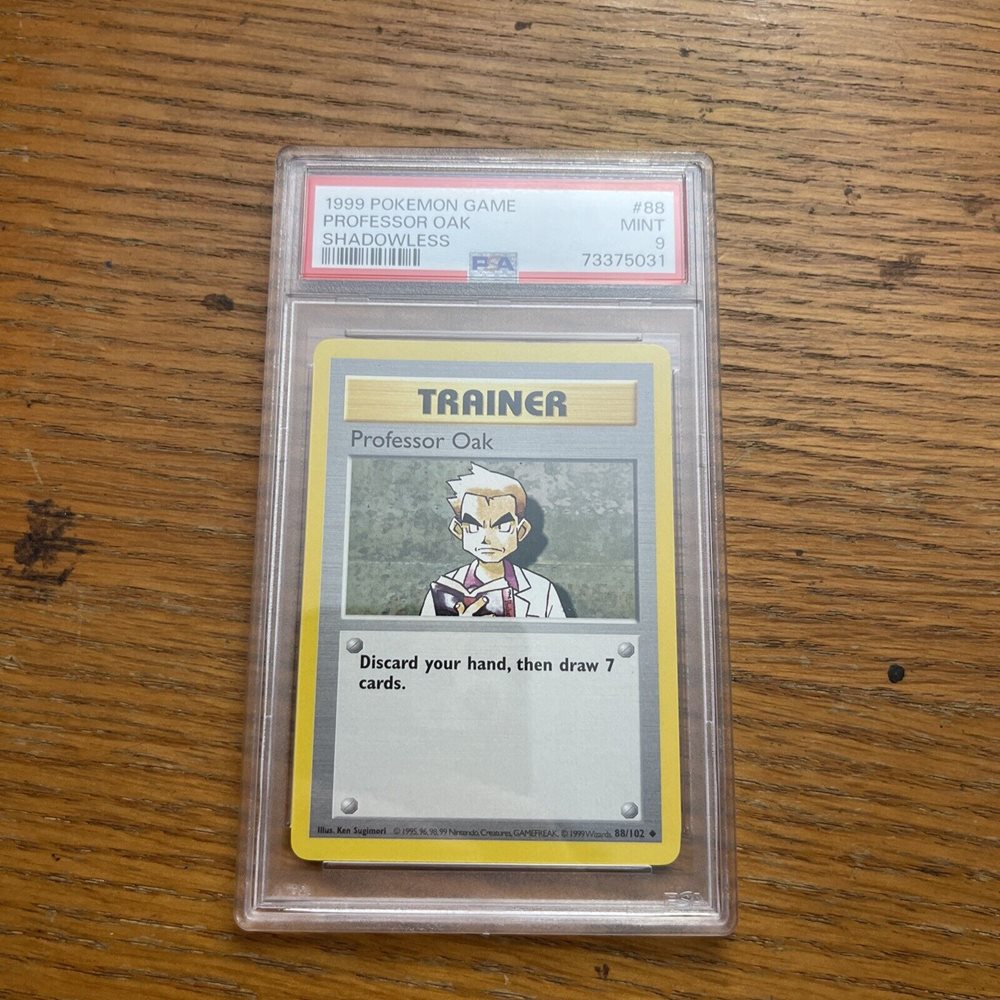 1999 POKEMON GAME #88
PROFESSOR OAK MINT
SHADOWLESS 9
PSA 73375031
TRAINER
Professor Oak
Discard your hand, then draw 7
cards.
Illus. Ken Sugimori © 1995, 96, 98, 99 Nintendo, Creatures, GAMEFREAK. © 1999 Wizards. 88/102